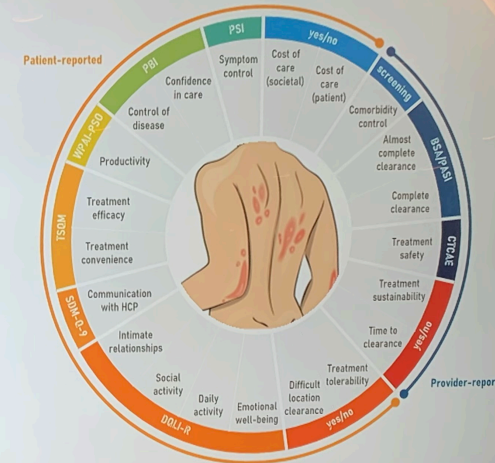 Patient-reported
PSI
yes/no
screening
BSA/PASI
CTCAE
yes/no
Provider-repor
yes/no
DQLI-R
SDM-Q-9
TSQM
WPAI-PSO
PBI
Symptom
control
Cost of
care
(societal)
Cost of
care
(patient)
Comorbidity
control
Almost
complete
clearance
Complete
clearance
Treatment
safety
Treatment
sustainability
Time to
clearance
Treatment
tolerability
Difficult
location
clearance
Emotional
well-being
Daily
activity
Social
activity
Intimate
relationships
Communication
with HCP
Treatment
convenience
Treatment
efficacy
Productivity
Control of
disease
Confidence
in care